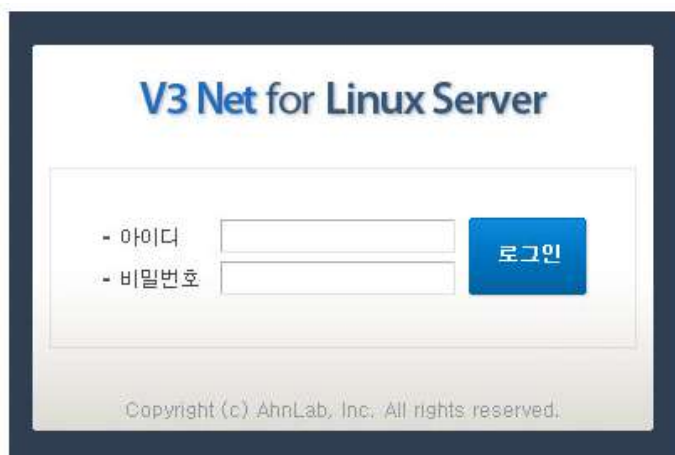 V3 Net for Linux Server
- 아이디
로그인
- 비밀번호
Copyright (c) AhnLab, Inc. All rights reserved.